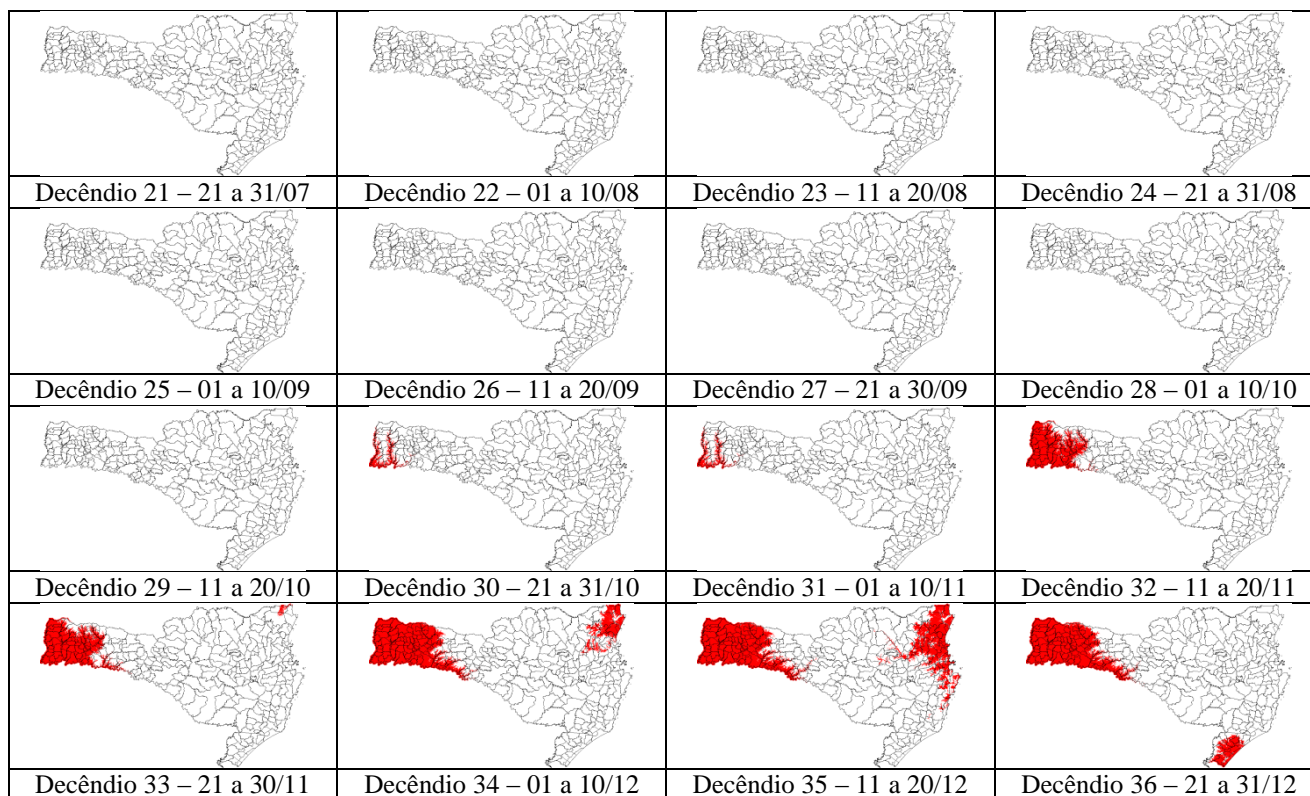 Decêndio 21 – 21 a 31/07
Decêndio 22 – 01 a 10/08
Decêndio 23 – 11 a 20/08
Decêndio 24 – 21 a 31/08
Decêndio 25 – 01 a 10/09
Decêndio 26 – 11 a 20/09
Decêndio 27 – 21 a 30/09
Decêndio 28 – 01 a 10/10
Decêndio 29 – 11 a 20/10
Decêndio 30 – 21 a 31/10
Decêndio 31 – 01 a 10/11
Decêndio 32 – 11 a 20/11
Decêndio 33 – 21 a 30/11
Decêndio 34 – 01 a 10/12
Decêndio 35 – 11 a 20/12
Decêndio 36 – 21 a 31/12